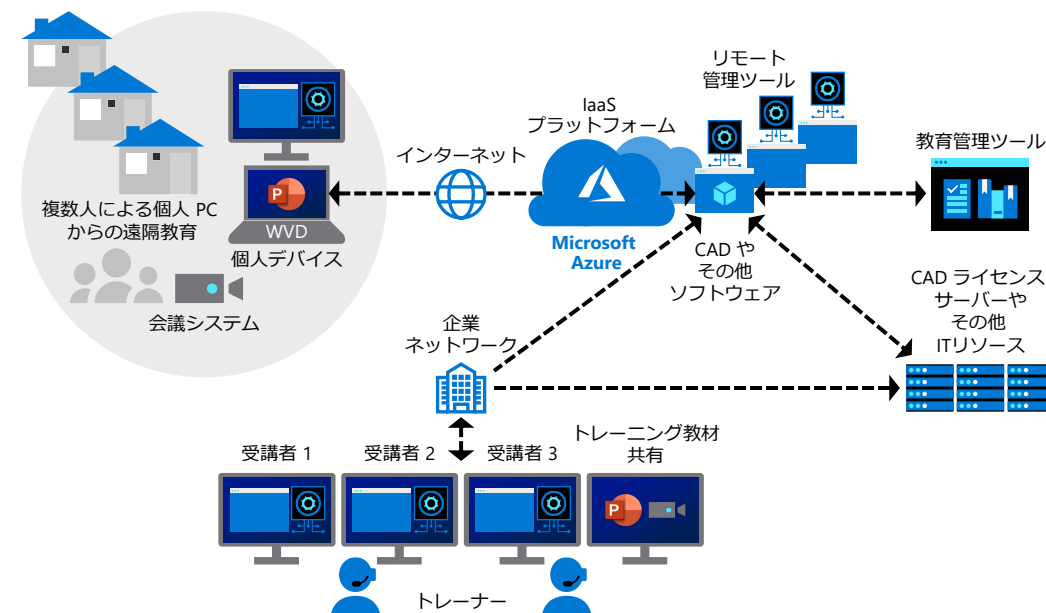 リモート
管理ツール
IaaS
プラットフォーム
教育管理ツール
インターネット
複数人による個人 PC
からの遠隔教育
P
WVD
個人デバイス
Microsoft
Azure
CAD や
その他
ソフトウェア
CAD ライセンス
サーバーや
その他
ITリソース
会議システム
企業
ネットワーク
受講者 1
受講者 2
受講者 3
トレーニング教材
共有
P
トレーナー